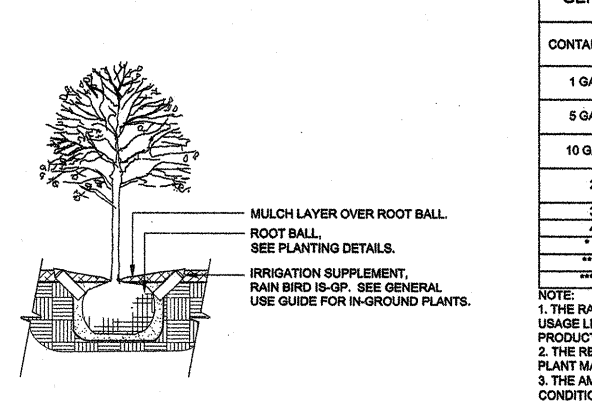 MULCH LAYER OVER ROOT BALL.
ROOT BALL,
SEE PLANTING DETAILS.
IRRIGATION SUPPLEMENT,
RAIN BIRD IS-GP. SEE GENERAL
USE GUIDE FOR IN-GROUND PLANTS.
1 GA
5 GA
10 G
NOTE:
1. THE RA
USAGE LI
PRODUCT
2. THE RE
PLANT MA
3. THE AM
CONDITIO